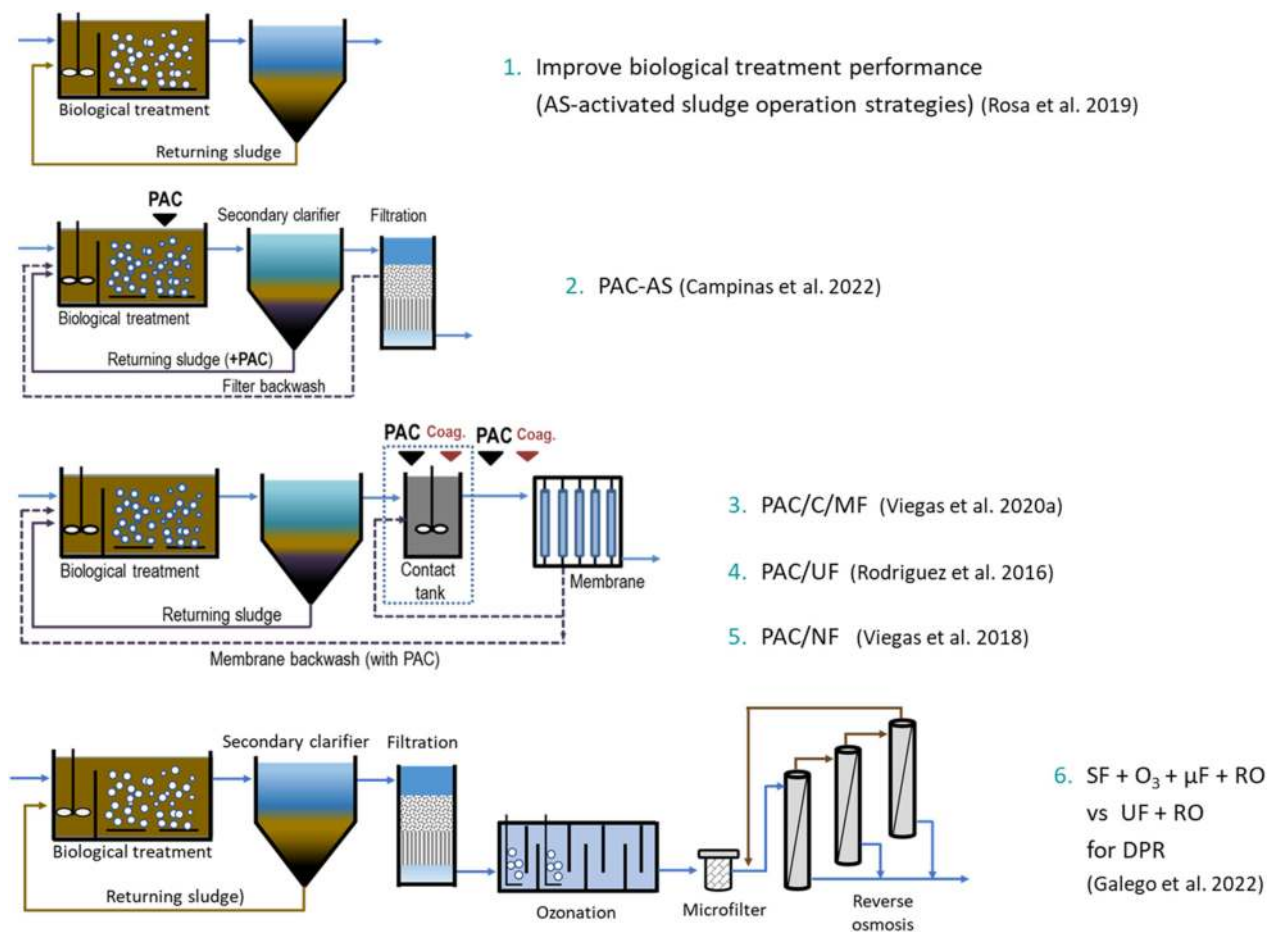 1. Improve biological treatment performance
(AS-activated sludge operation strategies) (Rosa et al. 2019)
Biological treatment
Returning sludge
PAC
Secondary clarifier
Filtration
Biological treatment
Returning sludge (+PAC)
Filter backwash
2. PAC-AS (Campinas et al. 2022)
PAC Coag. PAC Coag.
Biological treatment
Contact
tank
Membrane
Returning sludge
Membrane backwash (with PAC)
3. PAC/C/MF (Viegas et al. 2020a)
4. PAC/UF (Rodriguez et al. 2016)
5. PAC/NF (Viegas et al. 2018)
Secondary clarifier
Filtration
Biological treatment
Returning sludge)
Ozonation
Microfilter
Reverse
osmosis
6. SF + O₃ + µF + RO
vs UF + RO
for DPR
(Galego et al. 2022)